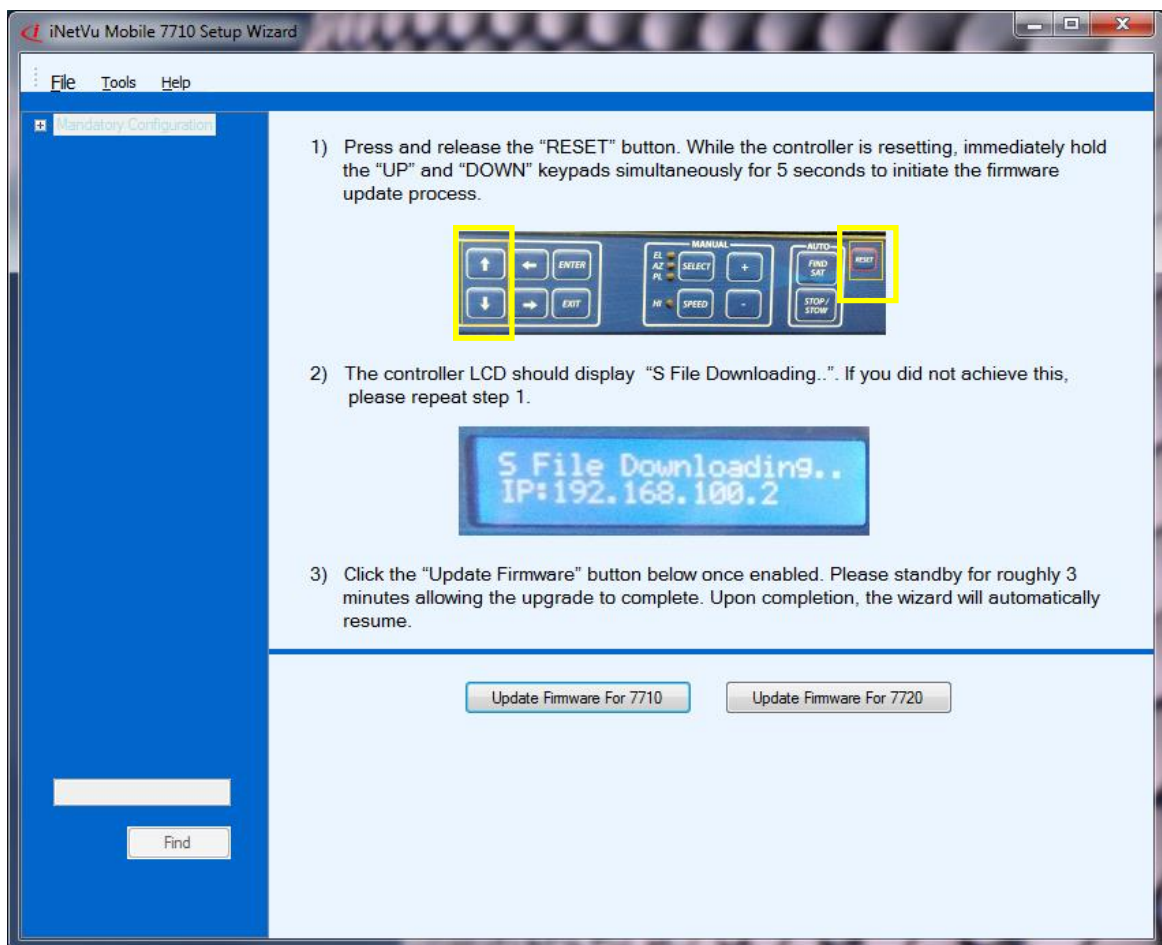 iNetVu Mobile 7710 Setup Wizard
File Tools Help
Mandatory Configuration
1) Press and release the “RESET” button. While the controller is resetting, immediately hold
the “UP” and “DOWN” keypads simultaneously for 5 seconds to initiate the firmware
update process.
MANUAL
AUTO
ENTER
EL
AZ
PL
SELECT
+
FIND
SAT
RESET
EXIT
HI
SPEED
-
STOP/
STOW
2) The controller LCD should display “S File Downloading..”. If you did not achieve this,
please repeat step 1.
S File Downloading..
IP:192.168.100.2
3) Click the “Update Firmware” button below once enabled. Please standby for roughly 3
minutes allowing the upgrade to complete. Upon completion, the wizard will automatically
resume.
Update Firmware For 7710 Update Firmware For 7720
Find